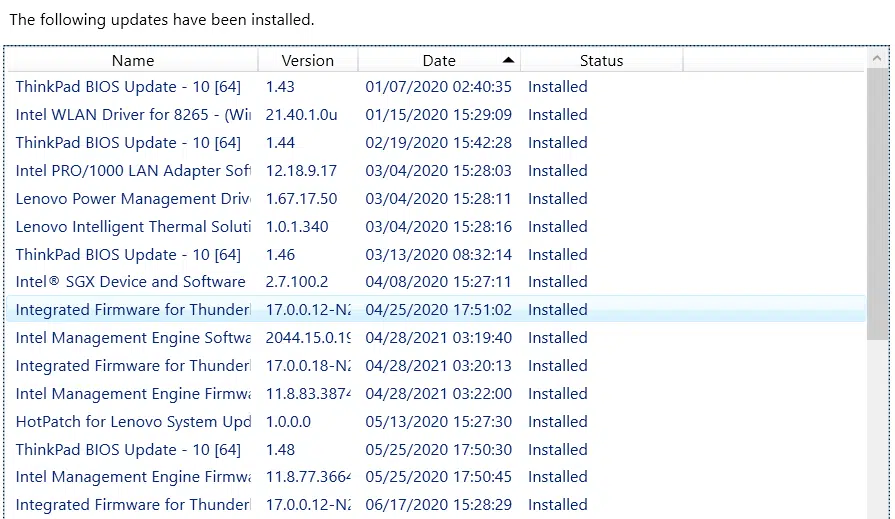 The following updates have been installed.
Name Version Date Status
ThinkPad BIOS Update - 10 [64] 1.43 01/07/2020 02:40:35 Installed
Intel WLAN Driver for 8265 - (Wi 21.40.1.0u 01/15/2020 15:29:09 Installed
ThinkPad BIOS Update - 10 [64] 1.44 02/19/2020 15:42:28 Installed
Intel PRO/1000 LAN Adapter Sof 12.18.9.17 03/04/2020 15:28:03 Installed
Lenovo Power Management Driv 1.67.17.50 03/04/2020 15:28:11 Installed
Lenovo Intelligent Thermal Soluti 1.0.1.340 03/04/2020 15:28:16 Installed
ThinkPad BIOS Update - 10 [64] 1.46 03/13/2020 08:32:14 Installed
Intel® SGX Device and Software 2.7.100.2 04/08/2020 15:27:11 Installed
Integrated Firmware for Thunder 17.0.0.12-N2 04/25/2020 17:51:02 Installed
Intel Management Engine Softwa 2044.15.0.19 04/28/2021 03:19:40 Installed
Integrated Firmware for Thunder 17.0.0.18-N2 04/28/2021 03:20:13 Installed
Intel Management Engine Firmwa 11.8.83.3874 04/28/2021 03:22:00 Installed
HotPatch for Lenovo System Upd 1.0.0.0 05/13/2020 15:27:30 Installed
ThinkPad BIOS Update - 10 [64] 1.48 05/25/2020 17:50:30 Installed
Intel Management Engine Firmwa 11.8.77.3664 05/25/2020 17:50:45 Installed
Integrated Firmware for Thunder 17.0.0.12-N2 06/17/2020 15:28:29 Installed